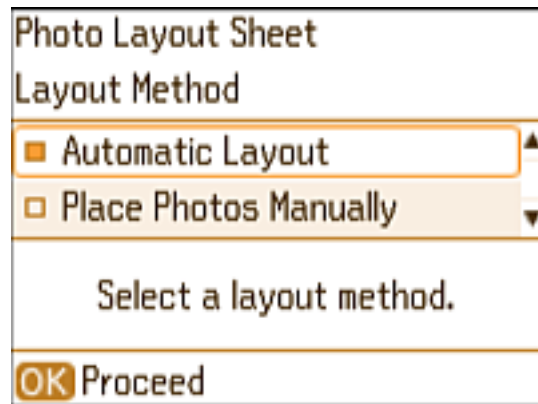 Photo Layout Sheet
Layout Method
Automatic Layout
Place Photos Manually
Select a layout method.
OK Proceed